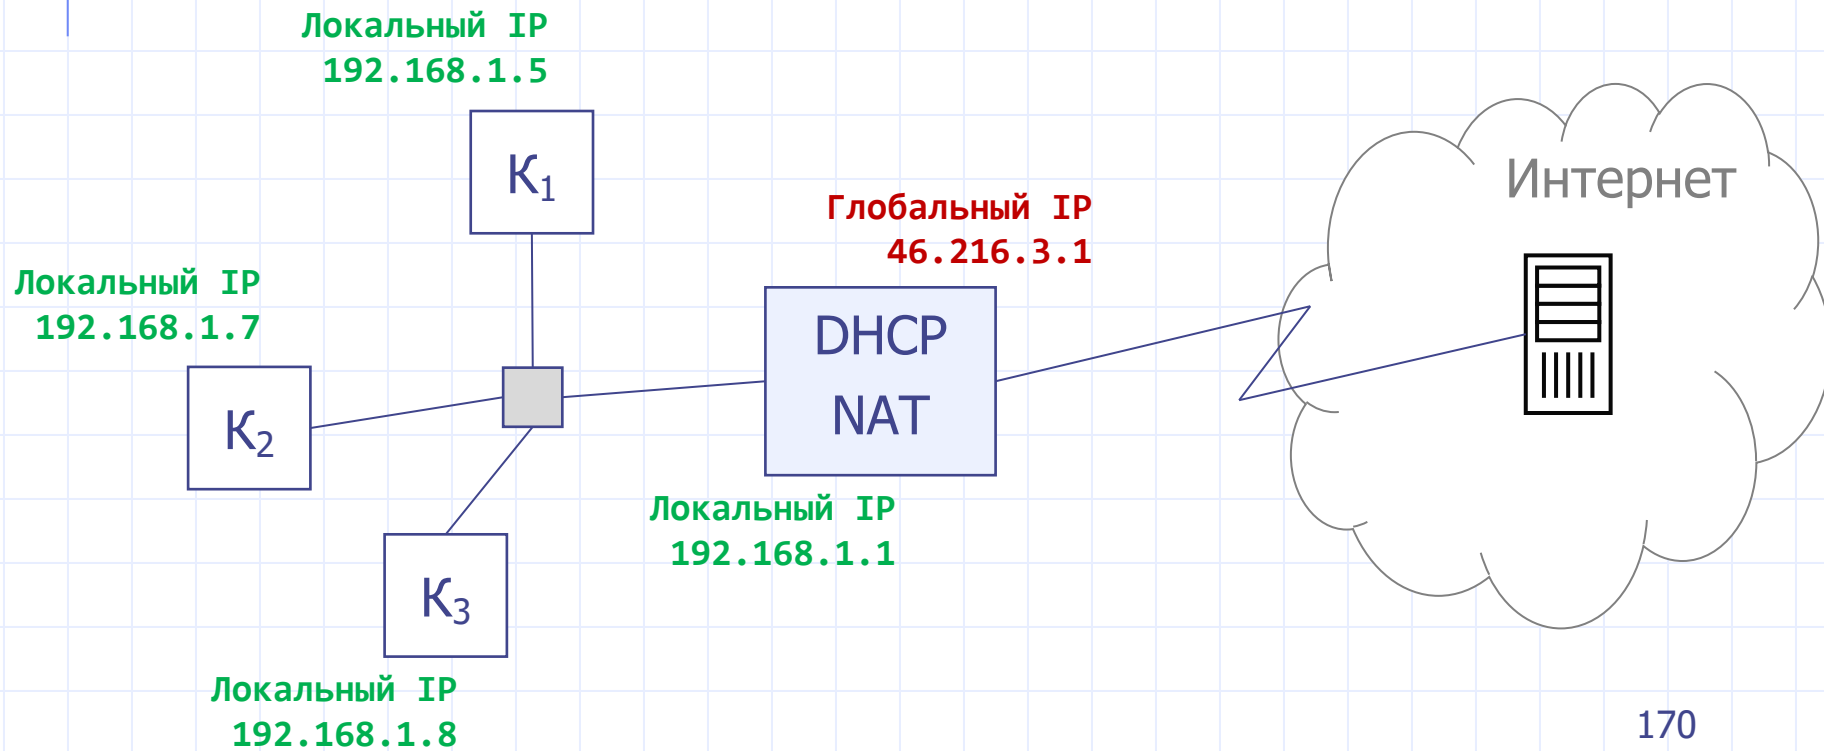 Локальный IP
192.168.1.5
К1
Интернет
Глобальный IP
46.216.3.1
Локальный IP
192.168.1.7
DHCP
NAT
К2
Локальный IP
192.168.1.1
К3
Локальный IP
192.168.1.8
170